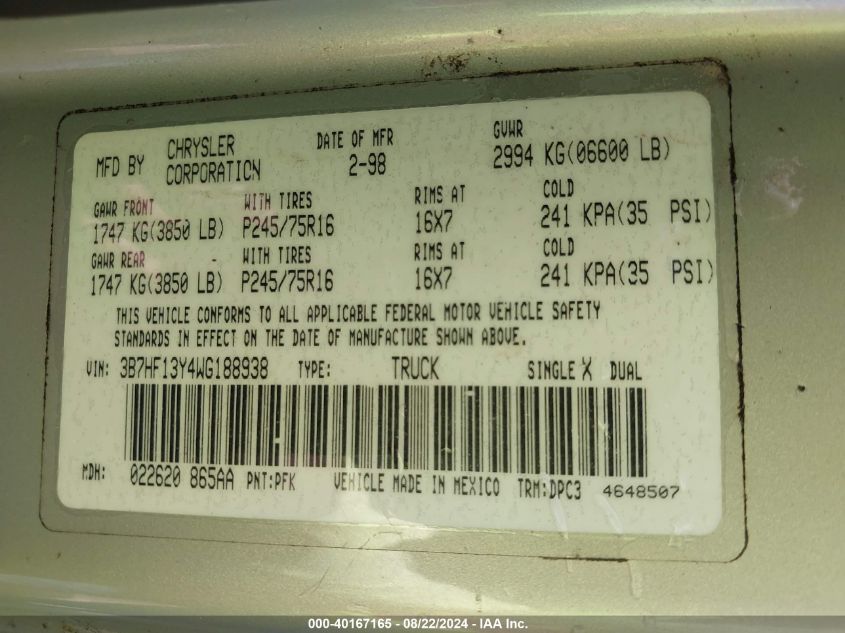 MFD BY CHRYSLER CORPORATION DATE OF MFR 2-98 GVWR 2994 KG(06600 LB)
GAWR FRONT WITH TIRES RIMS AT COLD
1747 KG(3850 LB) P245/75R16 16X7 241 KPA(35 PSI)
GAWR REAR WITH TIRES RIMS AT COLD
1747 KG(3850 LB) P245/75R16 16X7 241 KPA(35 PSI)
THIS VEHICLE CONFORMS TO ALL APPLICABLE FEDERAL MOTOR VEHICLE SAFETY
STANDARDS IN EFFECT ON THE DATE OF MANUFACTURE SHOWN ABOVE.
VIN: 3B7HF13Y4WG188938 TYPE: TRUCK SINGLE X DUAL
MDH: 022620 865AA PNT:PFK VEHICLE MADE IN MEXICO TRM:DPC3 4648507
000-40167165 - 08/22/2024 - IAA Inc.